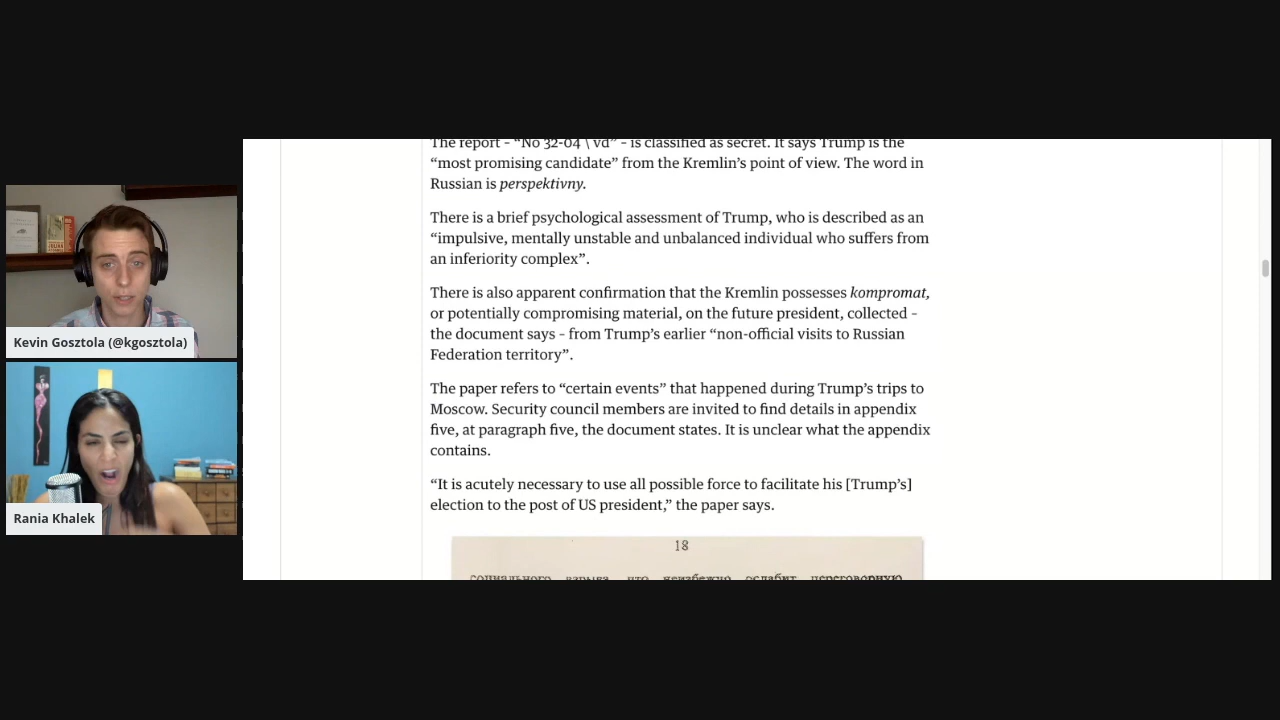 Kevin Gosztola (@kgosztola)
Rania Khalek
The report – “No 32-04 \ vd” – is classified as secret. It says Trump is the
“most promising candidate” from the Kremlin’s point of view. The word in
Russian is perspektivny.
There is a brief psychological assessment of Trump, who is described as an
“impulsive, mentally unstable and unbalanced individual who suffers from
an inferiority complex”.
There is also apparent confirmation that the Kremlin possesses kompromat,
or potentially compromising material, on the future president, collected –
the document says – from Trump’s earlier “non-official visits to Russian
Federation territory”.
The paper refers to “certain events” that happened during Trump’s trips to
Moscow. Security council members are invited to find details in appendix
five, at paragraph five, the document states. It is unclear what the appendix
contains.
“It is acutely necessary to use all possible force to facilitate his [Trump’s]
election to the post of US president,” the paper says.
18
социального взрыва что неизбежно ослабит переговорную